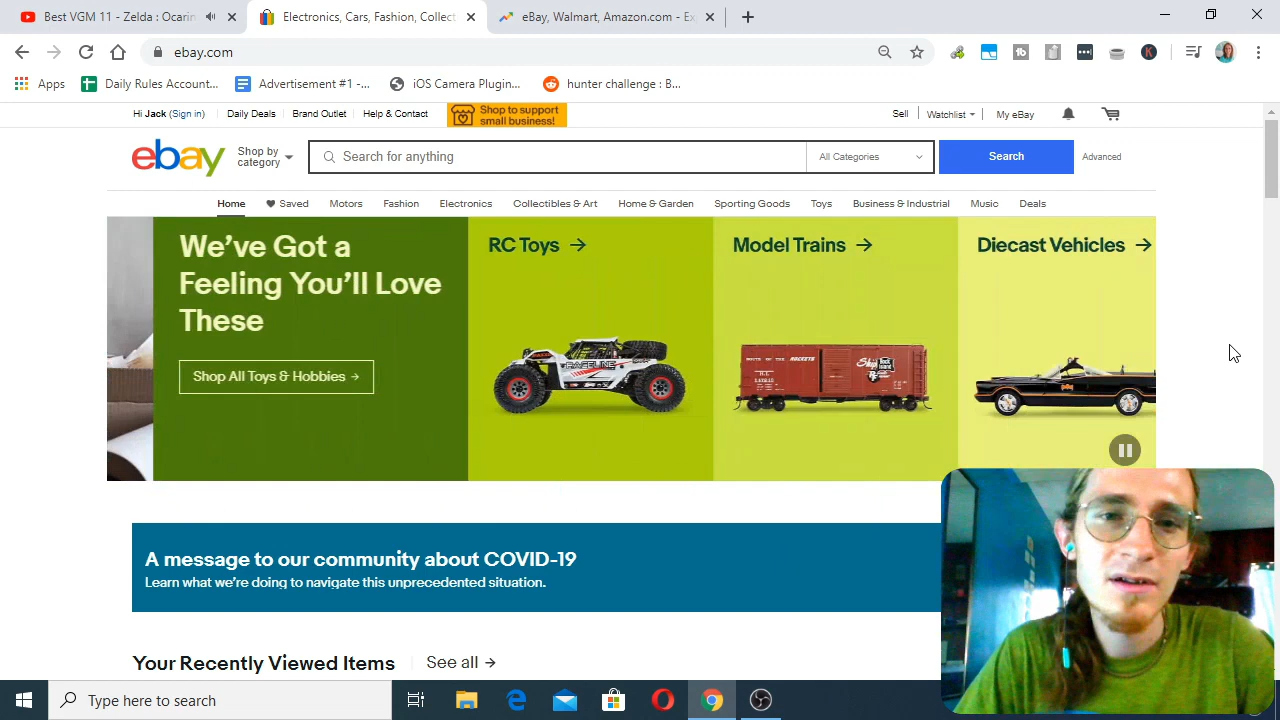 Best VGM 11 - Zelda : Ocarin
Electronics, Cars, Fashion, Collect
eBay, Walmart, Amazon.com - Ex
ebay.com
Apps
Daily Rules Account...
Advertisement #1 -...
iOS Camera Plugin...
hunter challenge : B...
Hi Jack (Sign in)
Daily Deals
Brand Outlet
Help & Contact
Shop to support
small business!
Sell
Watchlist
My eBay
ebay
Shop by
category
Search for anything
All Categories
Search
Advanced
Home
Saved
Motors
Fashion
Electronics
Collectibles & Art
Home & Garden
Sporting Goods
Toys
Business & Industrial
Music
Deals
We've Got a
Feeling You'll Love
These
Shop All Toys & Hobbies →
RC Toys →
Model Trains →
Diecast Vehicles →
A message to our community about COVID-19
Learn what we're doing to navigate this unprecedented situation.
Your Recently Viewed Items
See all →
Type here to search